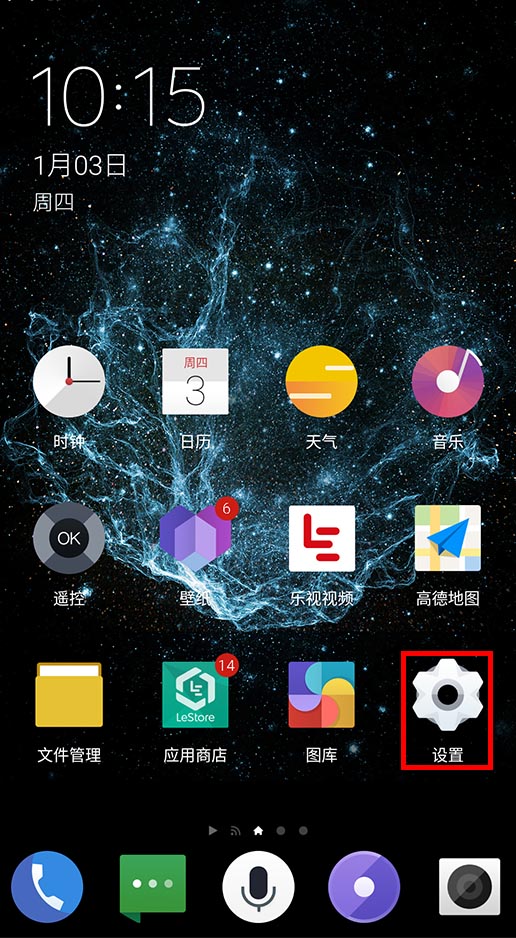 10:15
1月03日
周四
周四
3
时钟
日历
天气
音乐
OK
6
遥控
壁纸
乐视视频
高德地图
14
LeStore
文件管理
应用商店
图库
设置